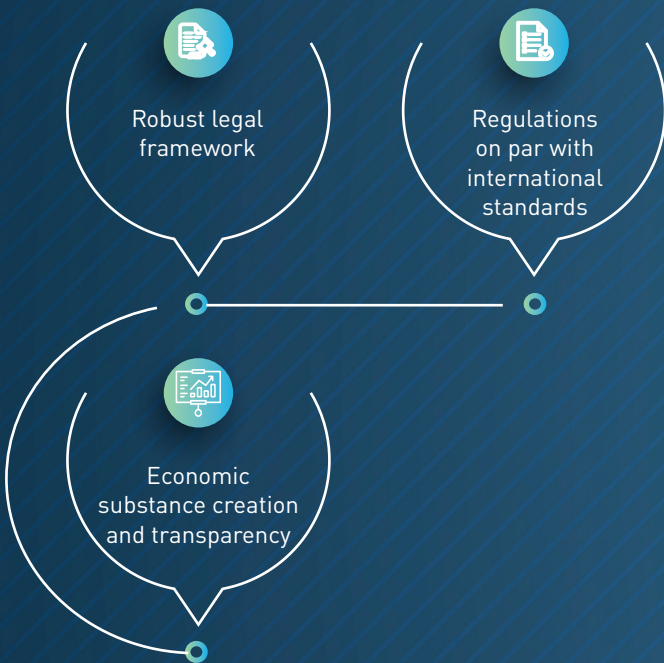 Robust legal
framework
Regulations
on par with
international
standards
Economic
substance creation
and transparency